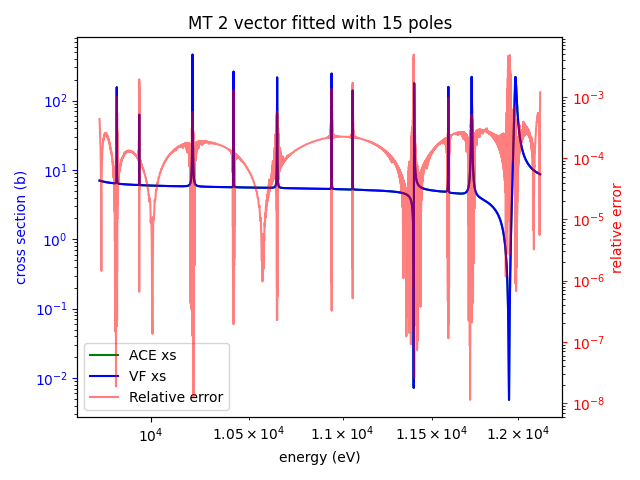 MT 2 vector fitted with 15 poles
cross section (b)
10²
10¹
10⁰
10⁻¹
10⁻²
10⁻³
10⁻⁴
10⁻⁵
10⁻⁶
10⁻⁷
10⁻⁸
relative error
ACE xs
VF xs
Relative error
10⁴
1.05 × 10⁴
1.1 × 10⁴
1.15 × 10⁴
1.2 × 10⁴
energy (eV)